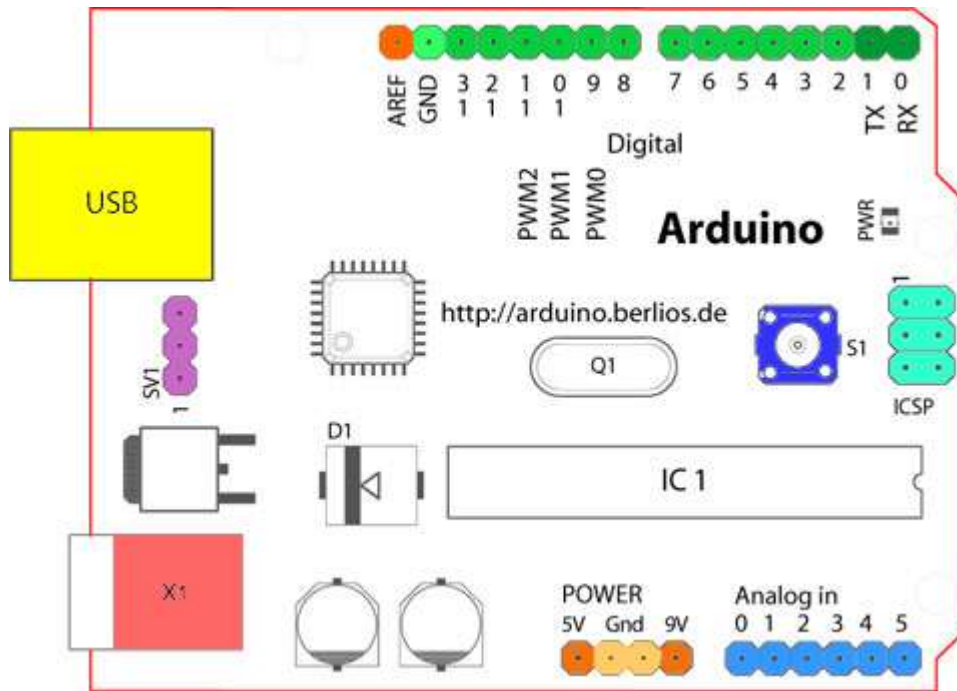 AREF
GND
3 2 1 0 9 8 7 6 5 4 3 2 1 0
1 1 1 1
TX
RX
Digital
USB
PWM2
PWM1
PWM0
Arduino
PWR
1
http://arduino.berlios.de
SV1
1
Q1
S1
ICSP
D1
IC 1
X1
POWER
5V Gnd 9V
Analog in
0 1 2 3 4 5